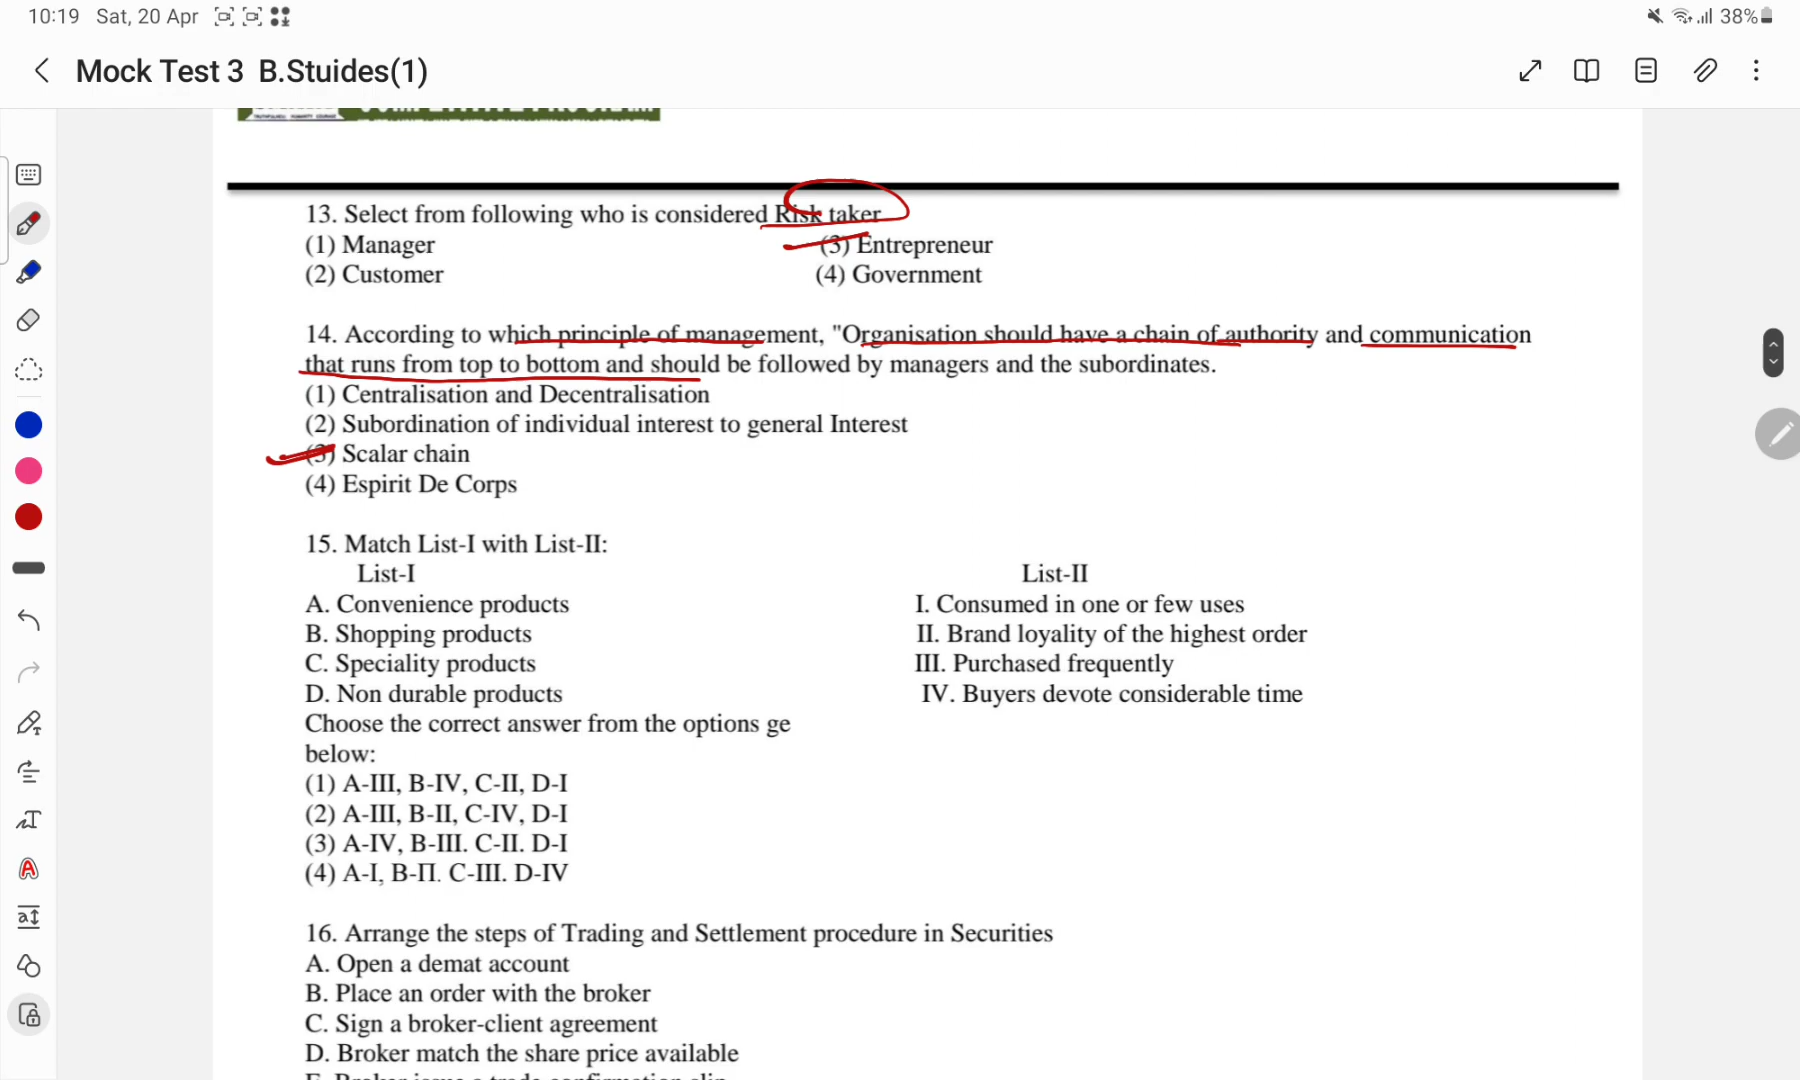 10:19 Sat, 20 Apr
38%
Mock Test 3 B.Stuides(1)
13. Select from following who is considered Risk taker
(1) Manager (3) Entrepreneur
(2) Customer (4) Government
14. According to which principle of management, "Organisation should have a chain of authority and communication
that runs from top to bottom and should be followed by managers and the subordinates.
(1) Centralisation and Decentralisation
(2) Subordination of individual interest to general Interest
(3) Scalar chain
(4) Espirit De Corps
15. Match List-I with List-II:
List-I List-II
A. Convenience products I. Consumed in one or few uses
B. Shopping products II. Brand loyality of the highest order
C. Speciality products III. Purchased frequently
D. Non durable products IV. Buyers devote considerable time
Choose the correct answer from the options ge
below:
(1) A-III, B-IV, C-II, D-I
(2) A-III, B-II, C-IV, D-I
(3) A-IV, B-III. C-II. D-I
(4) A-I, B-П. C-III. D-IV
16. Arrange the steps of Trading and Settlement procedure in Securities
A. Open a demat account
B. Place an order with the broker
C. Sign a broker-client agreement
D. Broker match the share price available